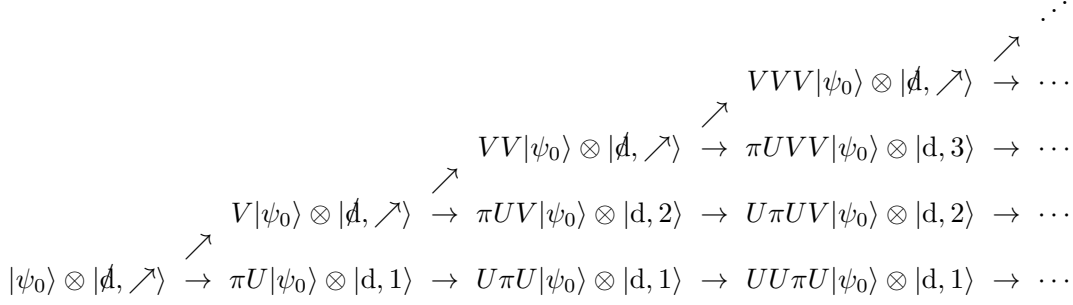 ⋰
↗
VVV|ψ₀⟩ ⊗ |d̸, ↗⟩ → ⋯
↗
VV|ψ₀⟩ ⊗ |d̸, ↗⟩ → πUVV|ψ₀⟩ ⊗ |d, 3⟩ → ⋯
↗
V|ψ₀⟩ ⊗ |d̸, ↗⟩ → πUV|ψ₀⟩ ⊗ |d, 2⟩ → UπUV|ψ₀⟩ ⊗ |d, 2⟩ → ⋯
↗
|ψ₀⟩ ⊗ |d̸, ↗⟩ → πU|ψ₀⟩ ⊗ |d, 1⟩ → UπU|ψ₀⟩ ⊗ |d, 1⟩ → UUπU|ψ₀⟩ ⊗ |d, 1⟩ → ⋯